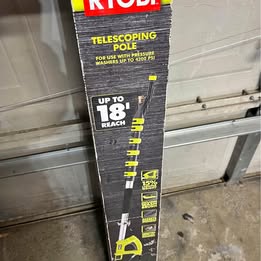 RYOBI
TELESCOPING
POLE
FOR USE WITH PRESSURE
WASHERS UP TO 4200 PSI
UP TO
18'
REACH